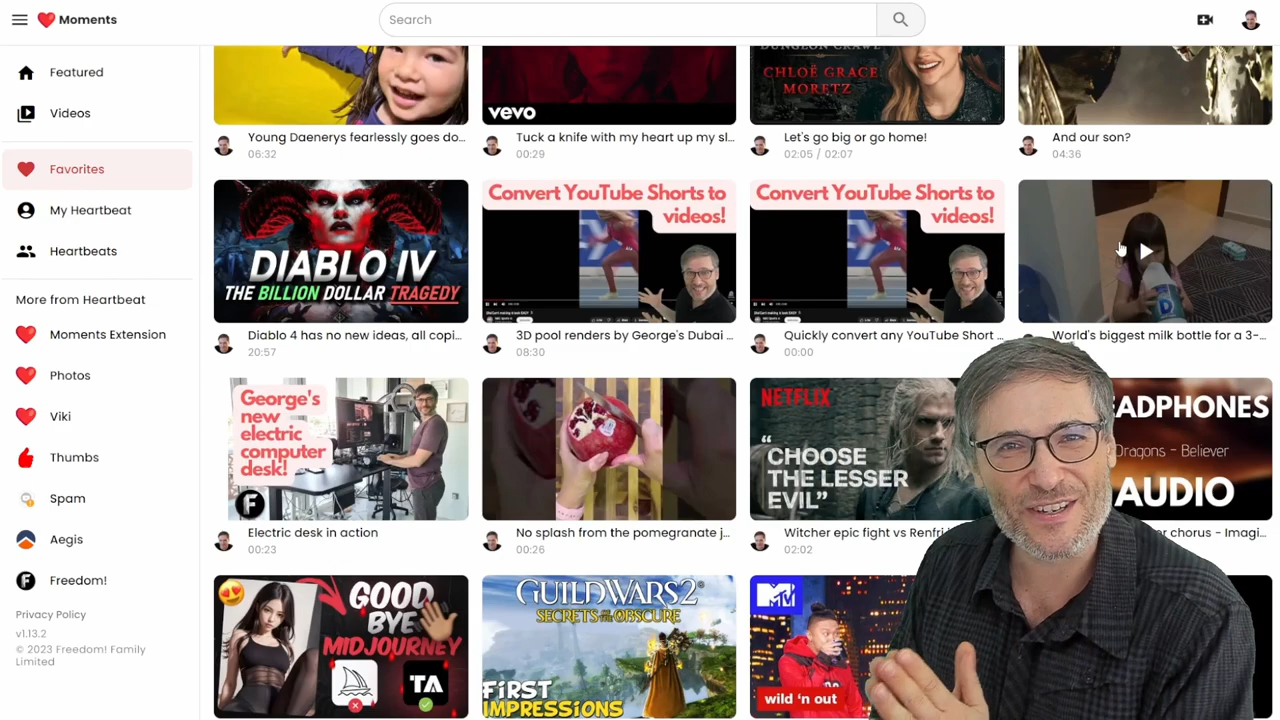 Moments
Search
Featured
Videos
Favorites
My Heartbeat
Heartbeats
More from Heartbeat
Moments Extension
Photos
Viki
Thumbs
Spam
Aegis
Freedom!
Privacy Policy
v1.13.2
© 2023 Freedom! Family
Limited
vevo
DUNGEON CRAWL
CHLOË GRACE
MORETZ
Young Daenerys fearlessly goes do...
06:32
Tuck a knife with my heart up my sl...
00:29
Let's go big or go home!
02:05 / 02:07
And our son?
04:36
DIABLO IV
THE BILLION DOLLAR TRAGEDY
Convert YouTube Shorts to
videos!
Convert YouTube Shorts to
videos!
Diablo 4 has no new ideas, all copi...
20:57
3D pool renders by George's Dubai ...
08:30
Quickly convert any YouTube Short ...
00:00
World's biggest milk bottle for a 3-...
George's
new
electric
computer
desk!
F
NETFLIX
"CHOOSE
THE LESSER
EVIL"
EADPHONES
Dragons - Believer
AUDIO
Electric desk in action
00:23
No splash from the pomegranate j...
00:26
Witcher epic fight vs Renfri
02:02
r chorus - Imagi...
GOOD
BYE
MIDJOURNEY
TA
GUILD WARS 2
SECRETS OF THE OBSCURE
FIRST
IMPRESSIONS
MTV
wild 'n out